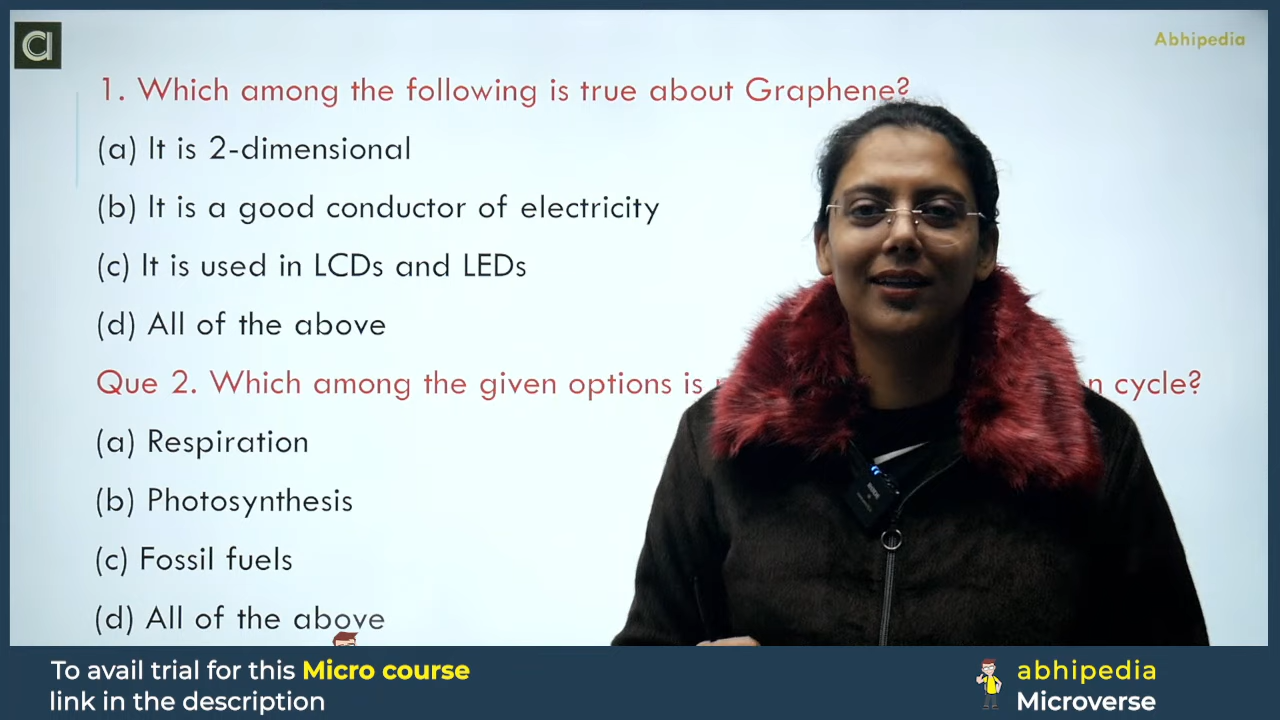 Abhipedia
1. Which among the following is true about Graphene?
(a) It is 2-dimensional
(b) It is a good conductor of electricity
(c) It is used in LCDs and LEDs
(d) All of the above
Que 2. Which among the given options is n cycle?
(a) Respiration
(b) Photosynthesis
(c) Fossil fuels
(d) All of the above
To avail trial for this Micro course
link in the description
abhipedia
Microverse